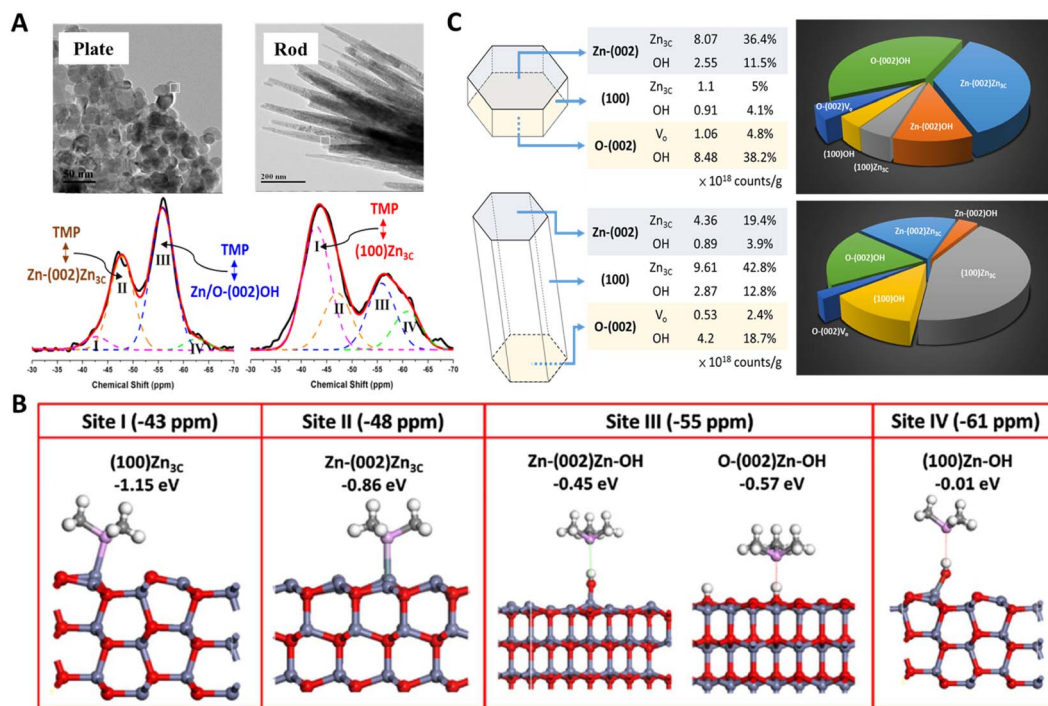 A
Plate
50 nm
Rod
200 nm
TMP
Zn-(002)Zn3C
I
II
III
IV
TMP
Zn/O-(002)OH
-30 -35 -40 -45 -50 -55 -60 -65 -70
Chemical Shift (ppm)
TMP
(100)Zn3C
I
II
III
IV
-30 -35 -40 -45 -50 -55 -60 -65 -70
Chemical Shift (ppm)
C
Zn-(002) Zn3C 8.07 36.4%
OH 2.55 11.5%
(100) Zn3C 1.1 5%
OH 0.91 4.1%
O-(002) Vo 1.06 4.8%
OH 8.48 38.2%
× 10^18 counts/g
O-(002)OH
Zn-(002)Zn3C
O-(002)Vo
(100)OH
(100)Zn3C
Zn-(002)OH
Zn-(002) Zn3C 4.36 19.4%
OH 0.89 3.9%
(100) Zn3C 9.61 42.8%
OH 2.87 12.8%
O-(002) Vo 0.53 2.4%
OH 4.2 18.7%
× 10^18 counts/g
Zn-(002)Zn3C
Zn-(002)OH
O-(002)OH
(100)Zn3C
(100)OH
O-(002)Vo
B
Site I (-43 ppm)
(100)Zn3C
-1.15 eV
Site II (-48 ppm)
Zn-(002)Zn3C
-0.86 eV
Site III (-55 ppm)
Zn-(002)Zn-OH
-0.45 eV
O-(002)Zn-OH
-0.57 eV
Site IV (-61 ppm)
(100)Zn-OH
-0.01 eV